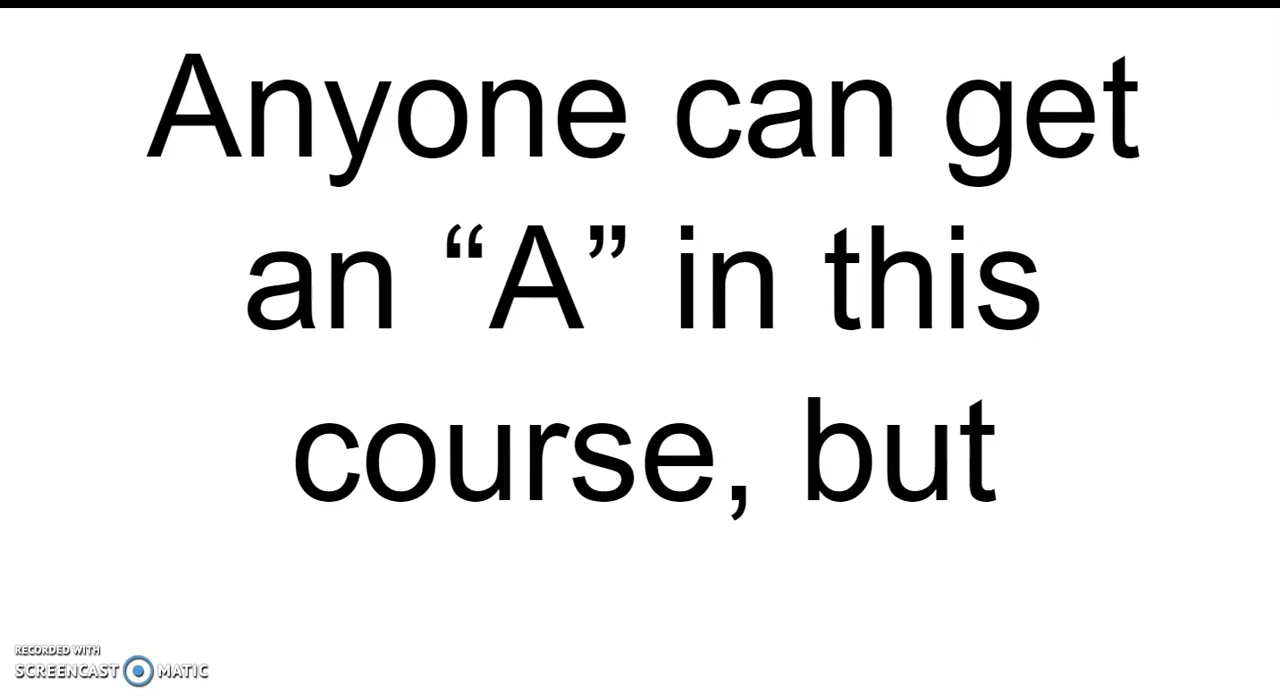 Anyone can get
an “A” in this
course, but
RECORDED WITH
SCREENCAST MATIC